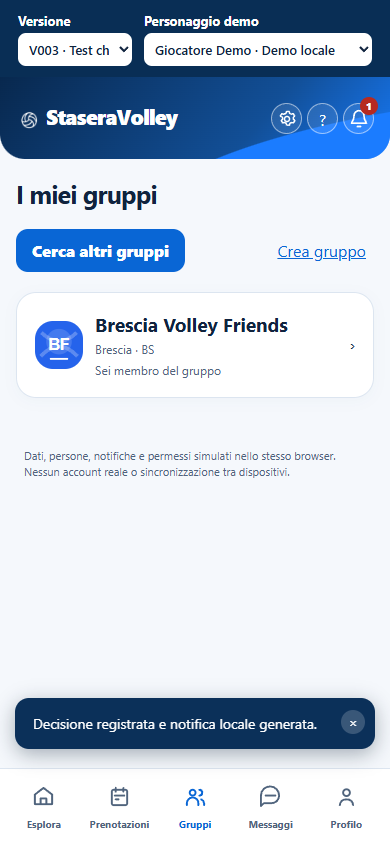 Versione
Personaggio demo
V003 · Test ch
Giocatore Demo · Demo locale
StaseraVolley
?
1
I miei gruppi
Cerca altri gruppi
Crea gruppo
BF
Brescia Volley Friends
Brescia · BS
Sei membro del gruppo
›
Dati, persone, notifiche e permessi simulati nello stesso browser.
Nessun account reale o sincronizzazione tra dispositivi.
Decisione registrata e notifica locale generata.
×
Esplora
Prenotazioni
Gruppi
Messaggi
Profilo